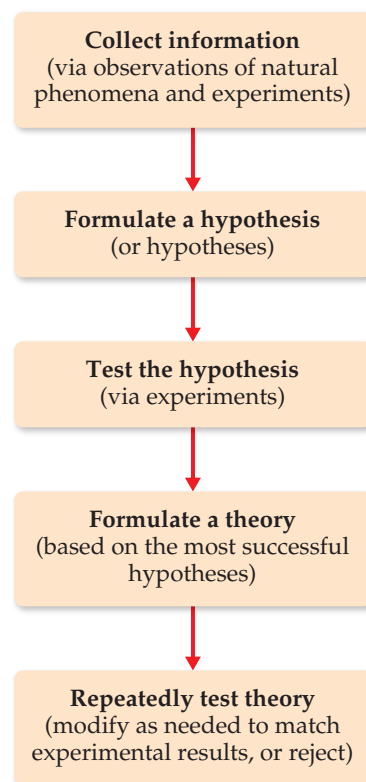 Collect information
(via observations of natural
phenomena and experiments)
Formulate a hypothesis
(or hypotheses)
Test the hypothesis
(via experiments)
Formulate a theory
(based on the most successful
hypotheses)
Repeatedly test theory
(modify as needed to match
experimental results, or reject)